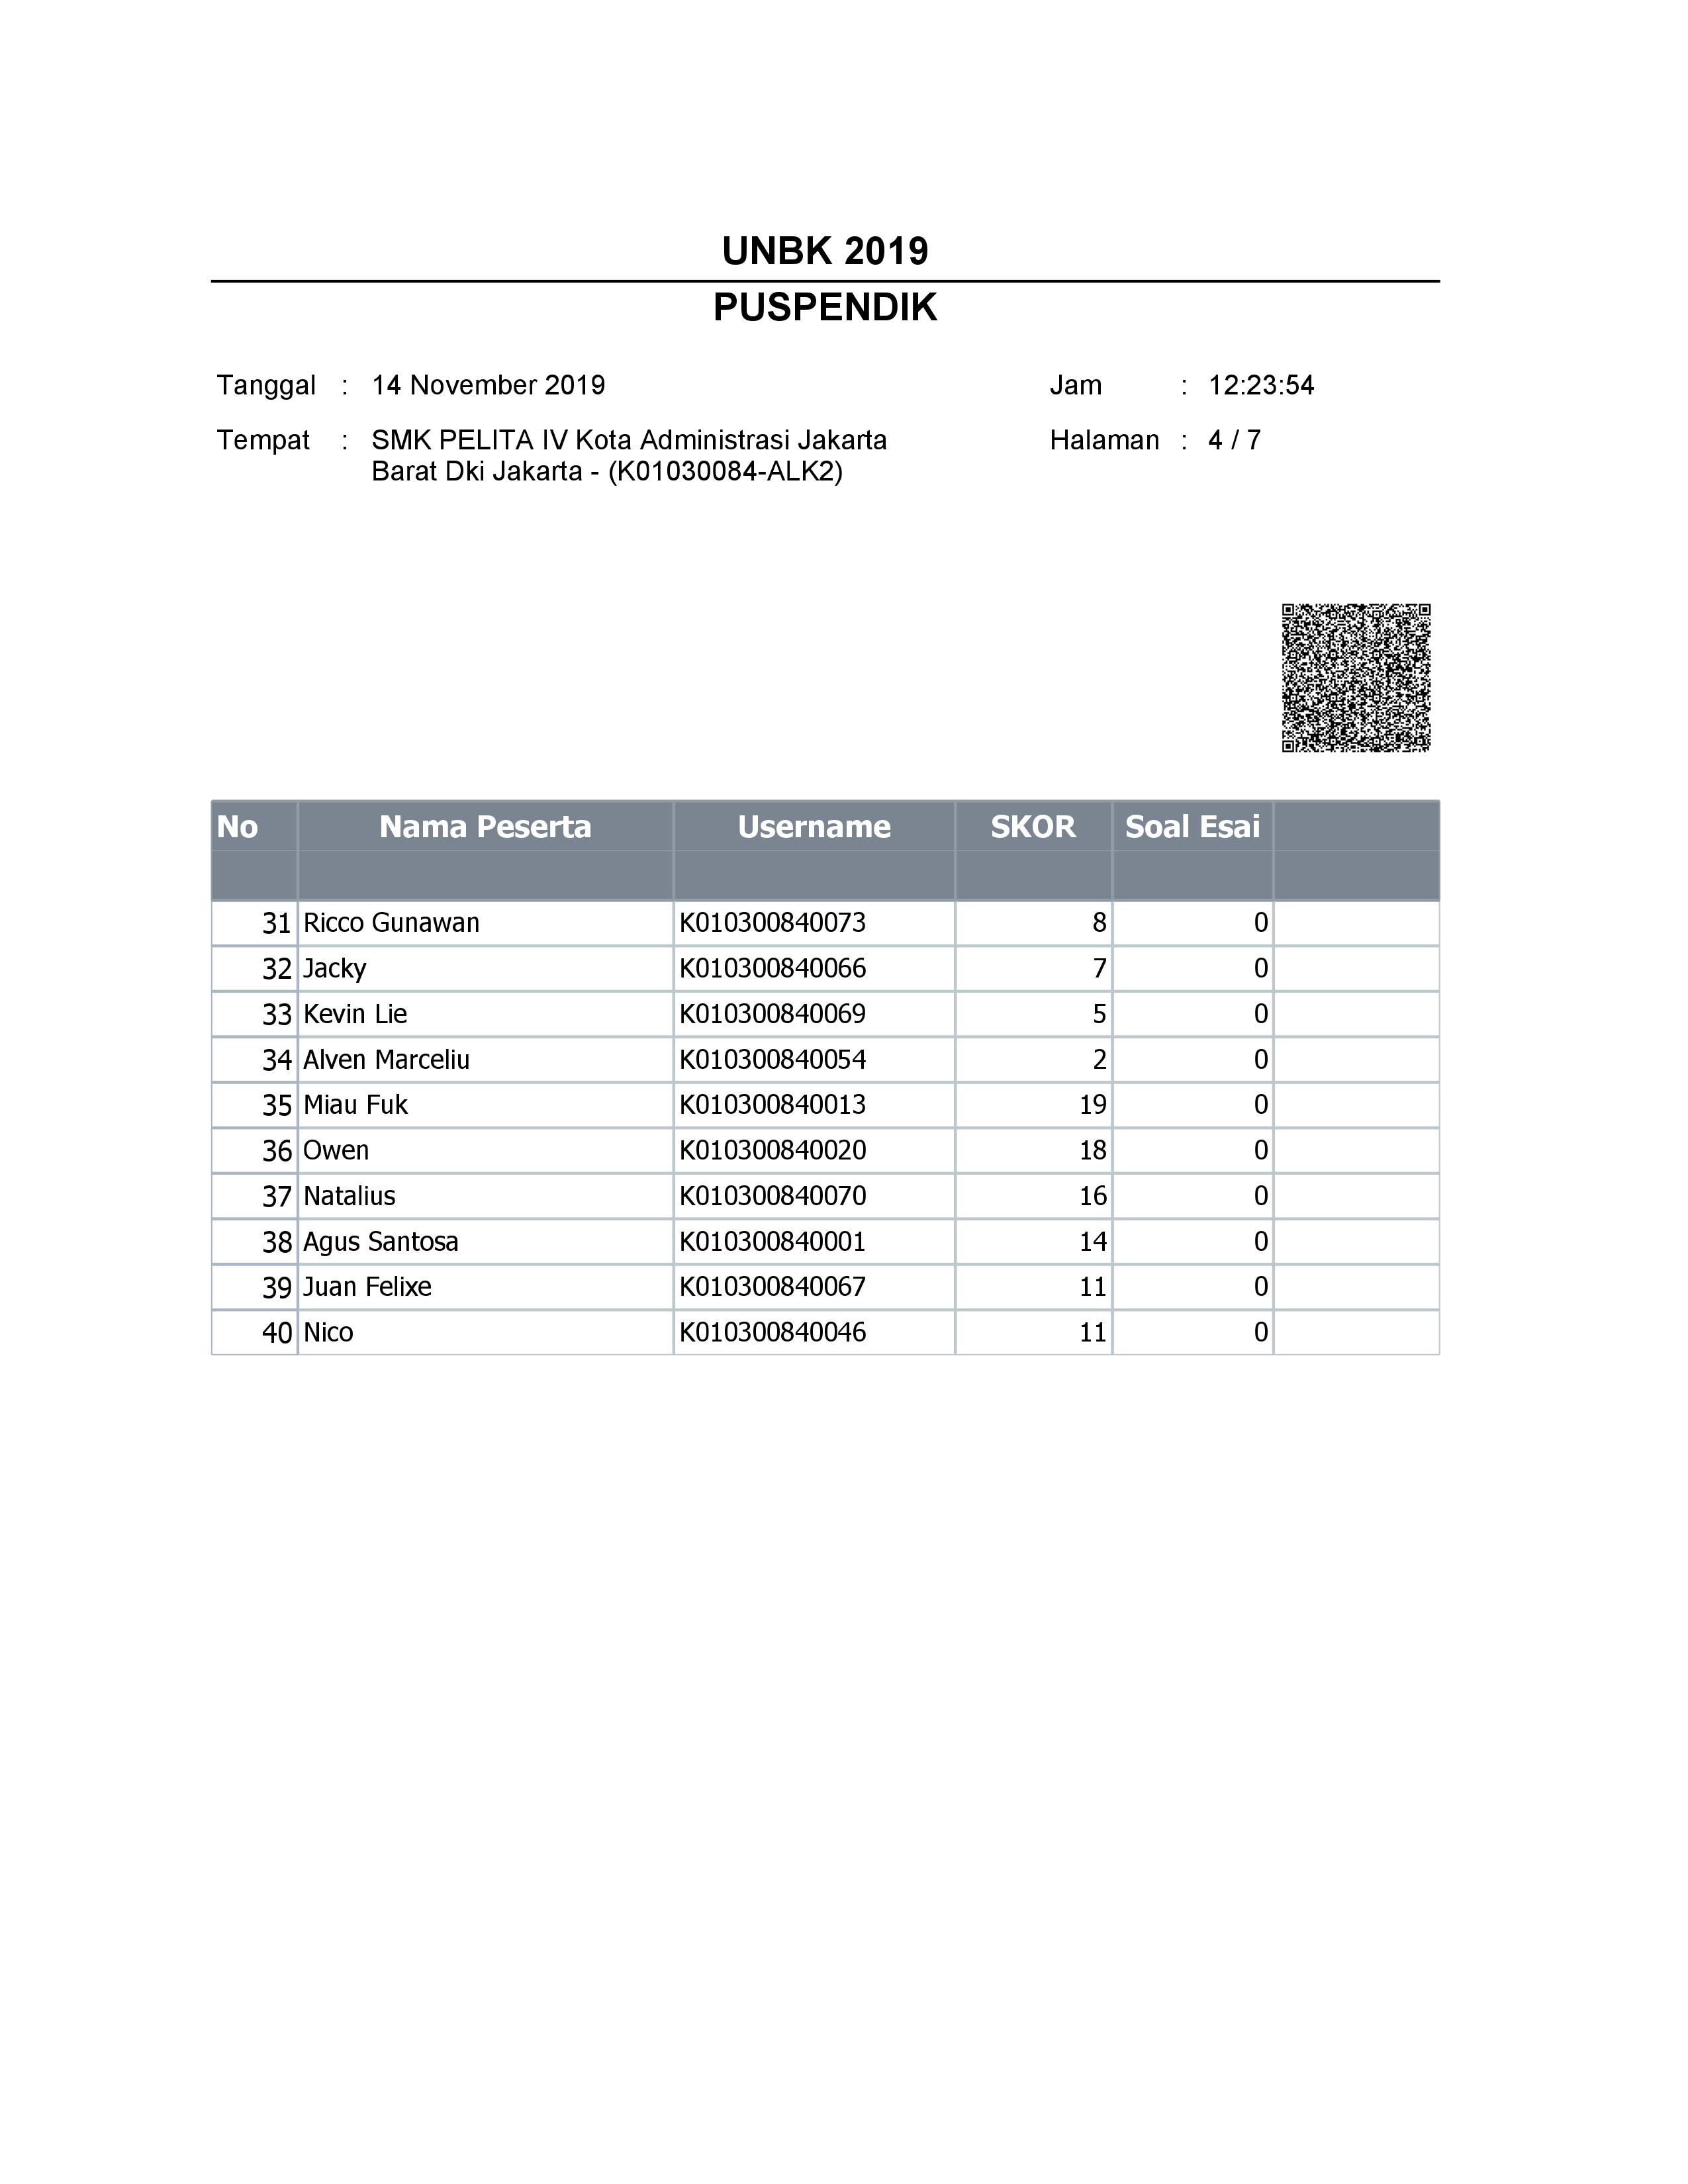 UNBK 2019
PUSPENDIK
Tanggal : 14 November 2019 Jam : 12:23:54
Tempat : SMK PELITA IV Kota Administrasi Jakarta Halaman : 4 / 7
Barat Dki Jakarta - (K01030084-ALK2)
No Nama Peserta Username SKOR Soal Esai
31 Ricco Gunawan K010300840073 8 0
32 Jacky K010300840066 7 0
33 Kevin Lie K010300840069 5 0
34 Alven Marceliu K010300840054 2 0
35 Miau Fuk K010300840013 19 0
36 Owen K010300840020 18 0
37 Natalius K010300840070 16 0
38 Agus Santosa K010300840001 14 0
39 Juan Felixe K010300840067 11 0
40 Nico K010300840046 11 0